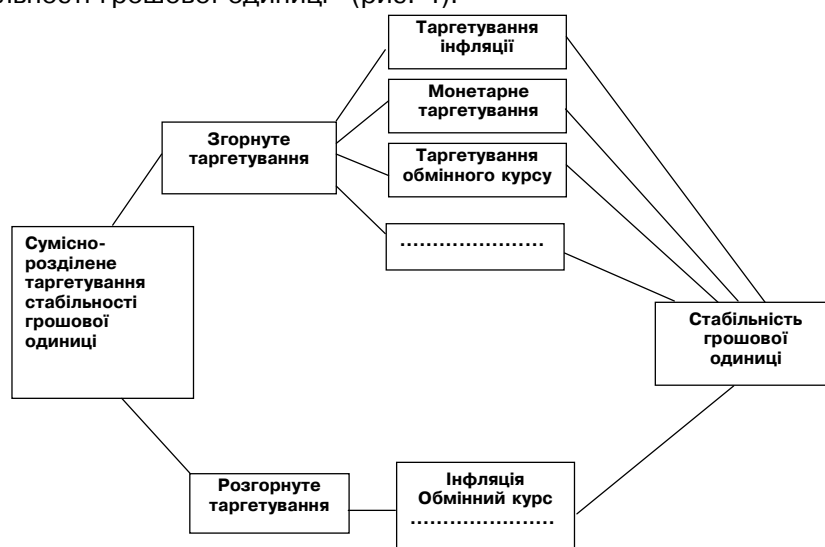 льності грошової одиниці" (рис. 1).
Таргетування
інфляції
Монетарне
таргетування
Згорнуте
таргетування
Таргетування
обмінного курсу
......................
Сумісно-
розділене
таргетування
стабільності
грошової
одиниці
Стабільність
грошової
одиниці
Розгорнуте
таргетування
Інфляція
Обмінний курс
......................